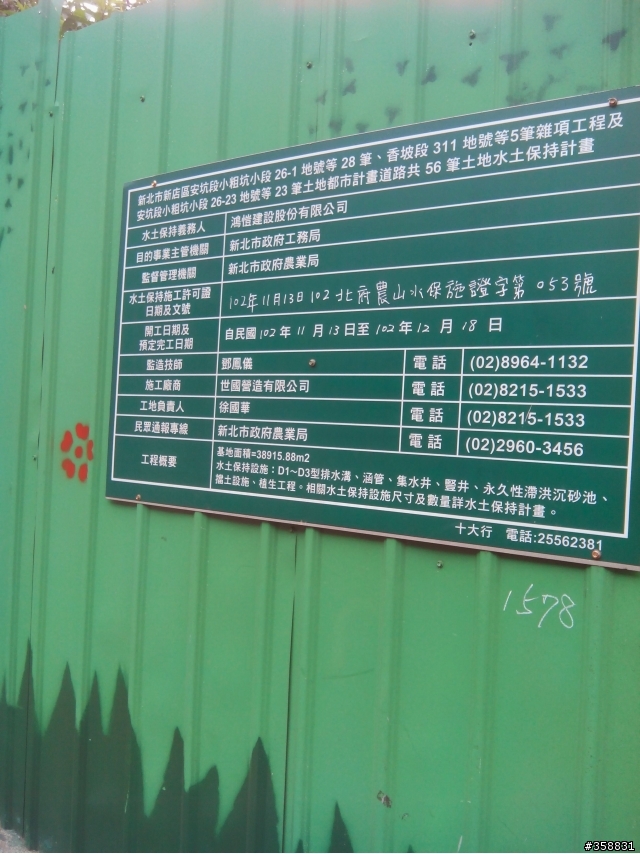 新北市新店區安坑段小粗坑小段 26-1 地號等 28 筆、香坡段 311 地號等5筆雜項工程及
安坑段小粗坑小段 26-23 地號等 23 筆土地都市計畫道路共 56 筆土地水土保持計畫
水土保持義務人 鴻愷建設股份有限公司
目的事業主管機關 新北市政府工務局
監督管理機關 新北市政府農業局
水土保持施工許可證
日期及文號 102年11月13日102北府農山水保施證字第053號
開工日期及
預定完工日期 自民國102年11月13日至102年12月18日
監造技師 鄧鳳儀 電話 (02)8964-1132
施工廠商 世國營造有限公司 電話 (02)8215-1533
工地負責人 徐國華 電話 (02)8215-1533
民眾通報專線 新北市政府農業局 電話 (02)2960-3456
工程概要 基地面積=38915.88m2
水土保持設施：D1~D3型排水溝、涵管、集水井、豎井、永久性滯洪沉砂池、
擋土設施、植生工程。相關水土保持設施尺寸及數量詳水土保持計畫。
十大行 電話:25562381
1578
#358831